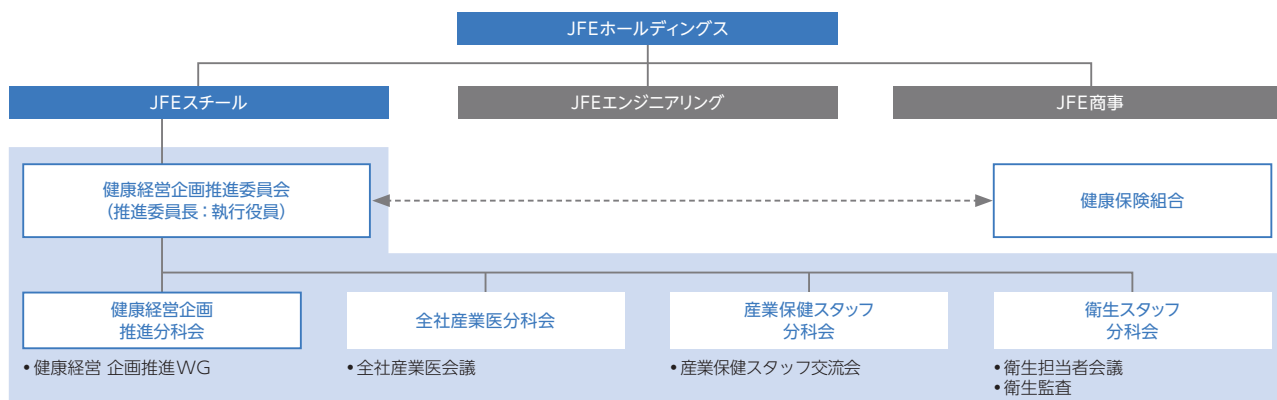 JFEホールディングス
JFEスチール
JFEエンジニアリング
JFE商事
健康経営企画推進委員会
(推進委員長:執行役員)
健康保険組合
健康経営企画
推進分科会
全社産業医分科会
産業保健スタッフ
分科会
衛生スタッフ
分科会
•健康経営 企画推進WG
•全社産業医会議
•産業保健スタッフ交流会
•衛生担当者会議
•衛生監査